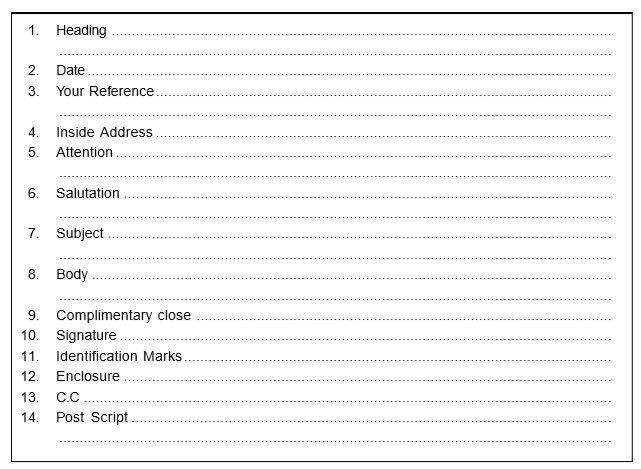 1. Heading ........................................
........................................
2. Date ........................................
3. Your Reference ........................................
........................................
4. Inside Address ........................................
5. Attention ........................................
........................................
6. Salutation ........................................
........................................
7. Subject ........................................
........................................
8. Body ........................................
........................................
9. Complimentary close ........................................
10. Signature ........................................
11. Identification Marks ........................................
12. Enclosure ........................................
13. C.C ........................................
14. Post Script ........................................
........................................